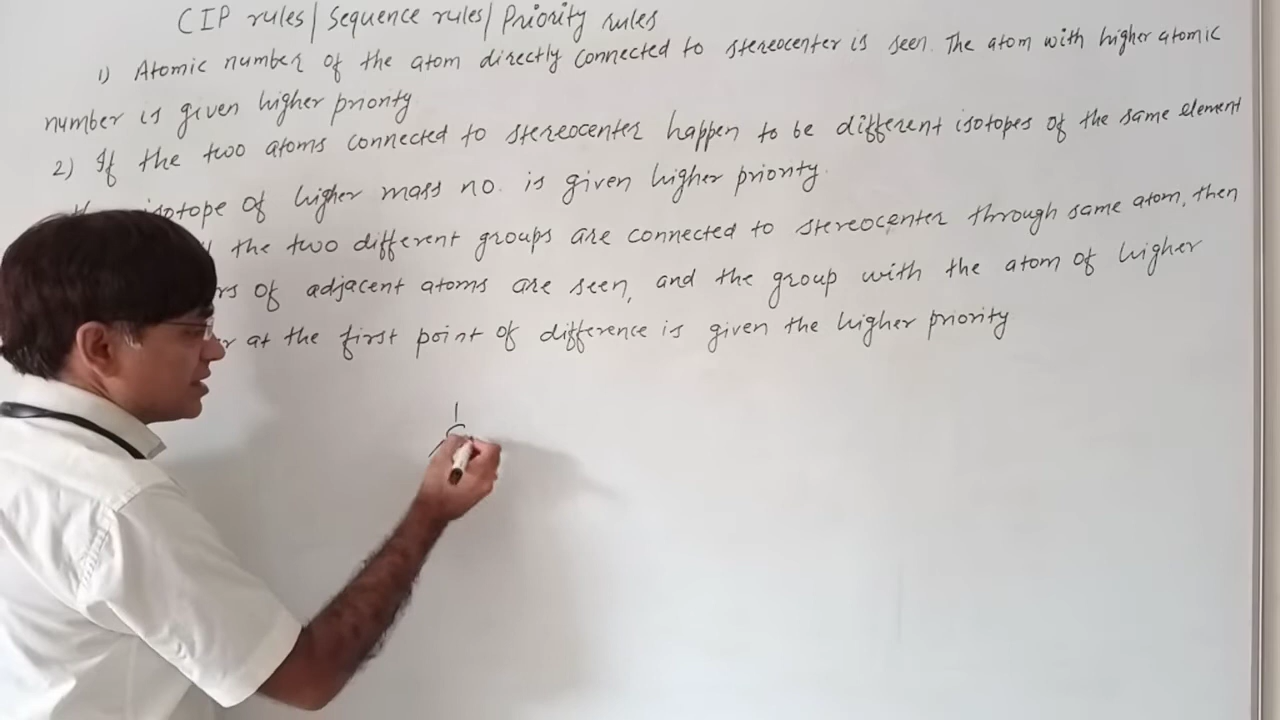 CIP rules/Sequence rules/Priority rules
1) Atomic number of the atom directly connected to stereocenter is seen. The atom with higher atomic
number is given higher priority
2) If the two atoms connected to stereocenter happen to be different isotopes of the same element
isotope of higher mass no. is given higher priority.
the two different groups are connected to stereocenter through same atom, then
of adjacent atoms are seen, and the group with the atom of higher
at the first point of difference is given the higher priority
C